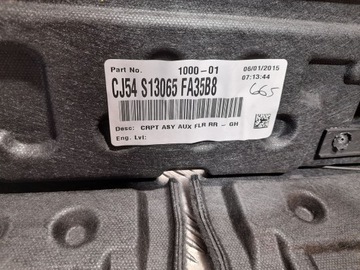 Part No. 1000-01 06/01/2015
07:13:44
CJ54 S13065 FA35B8
665
Desc: CRPT ASY AUX FLR RR - GH
Eng. Lvl: